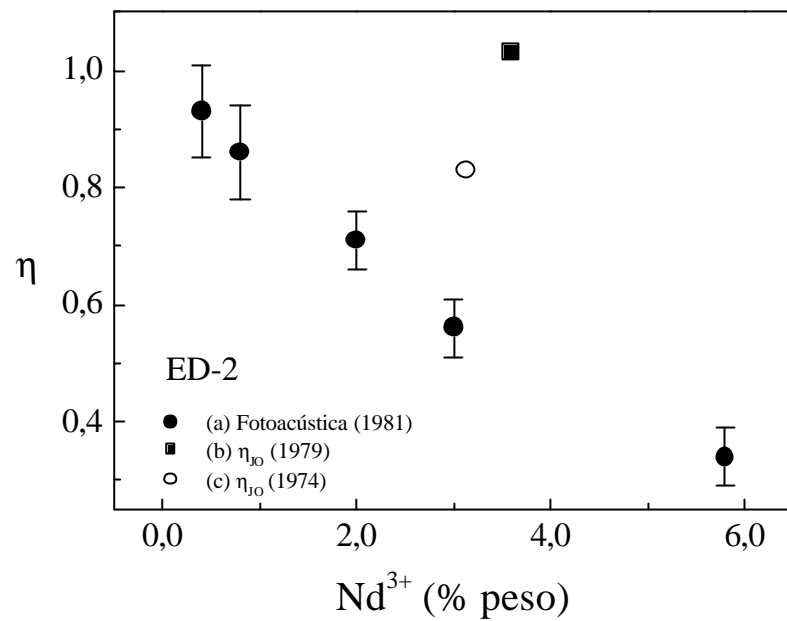 1,0
0,8
η
0,6
0,4
ED-2
(a) Fotoacústica (1981)
(b) ηJO (1979)
(c) ηJO (1974)
0,0 2,0 4,0 6,0
Nd3+ (% peso)